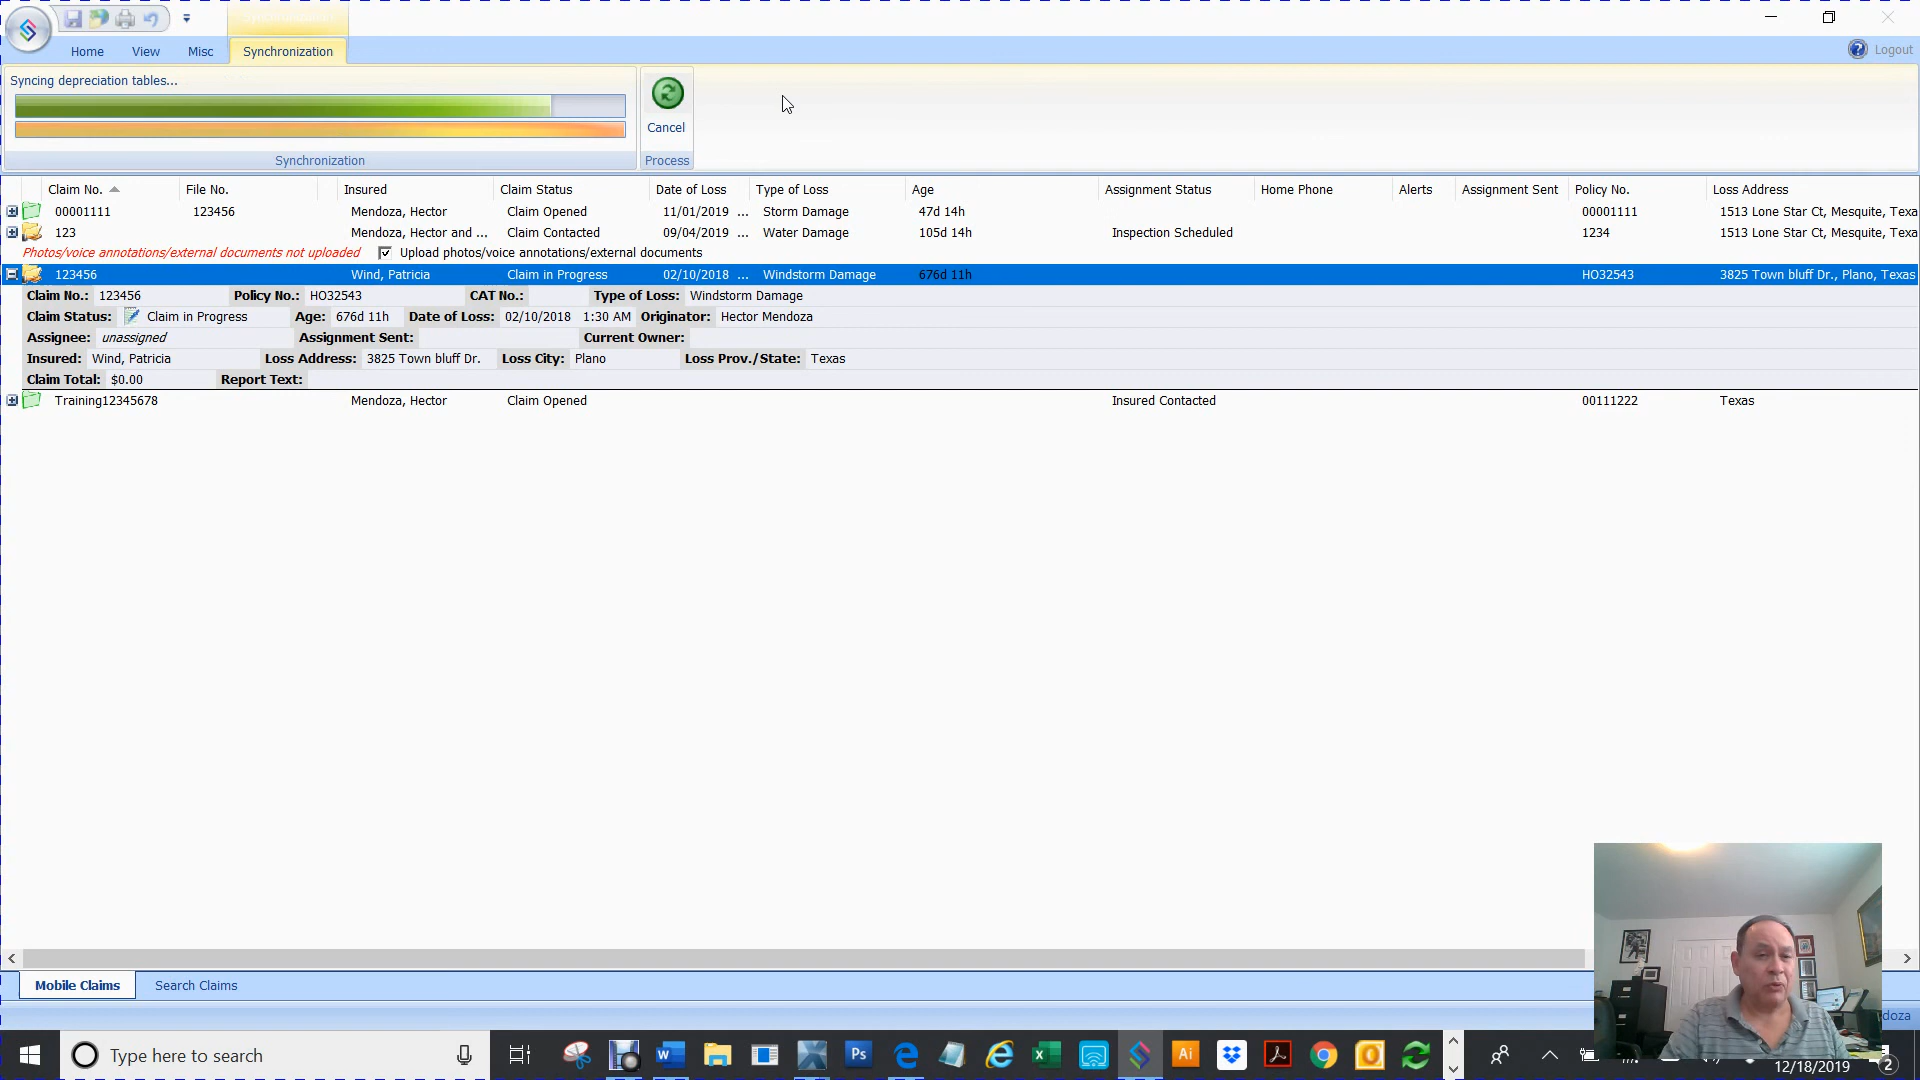 Home View Misc Synchronization Logout
Syncing depreciation tables...
Cancel
Synchronization Process
Claim No. File No. Insured Claim Status Date of Loss Type of Loss Age Assignment Status Home Phone Alerts Assignment Sent Policy No. Loss Address
00001111 123456 Mendoza, Hector Claim Opened 11/01/2019 ... Storm Damage 47d 14h 00001111 1513 Lone Star Ct, Mesquite, Texa
123 Mendoza, Hector and ... Claim Contacted 09/04/2019 ... Water Damage 105d 14h Inspection Scheduled 1234 1513 Lone Star Ct, Mesquite, Texa
Photos/voice annotations/external documents not uploaded Upload photos/voice annotations/external documents
123456 Wind, Patricia Claim in Progress 02/10/2018 ... Windstorm Damage 676d 11h HO32543 3825 Town bluff Dr., Plano, Texas
Claim No.: 123456 Policy No.: HO32543 CAT No.: Type of Loss: Windstorm Damage
Claim Status: Claim in Progress Age: 676d 11h Date of Loss: 02/10/2018 1:30 AM Originator: Hector Mendoza
Assignee: unassigned Assignment Sent: Current Owner:
Insured: Wind, Patricia Loss Address: 3825 Town bluff Dr. Loss City: Plano Loss Prov./State: Texas
Claim Total: $0.00 Report Text:
Training12345678 Mendoza, Hector Claim Opened Insured Contacted 00111222 Texas
Mobile Claims Search Claims
doza
Type here to search
Ps Ai
12/18/2019 2